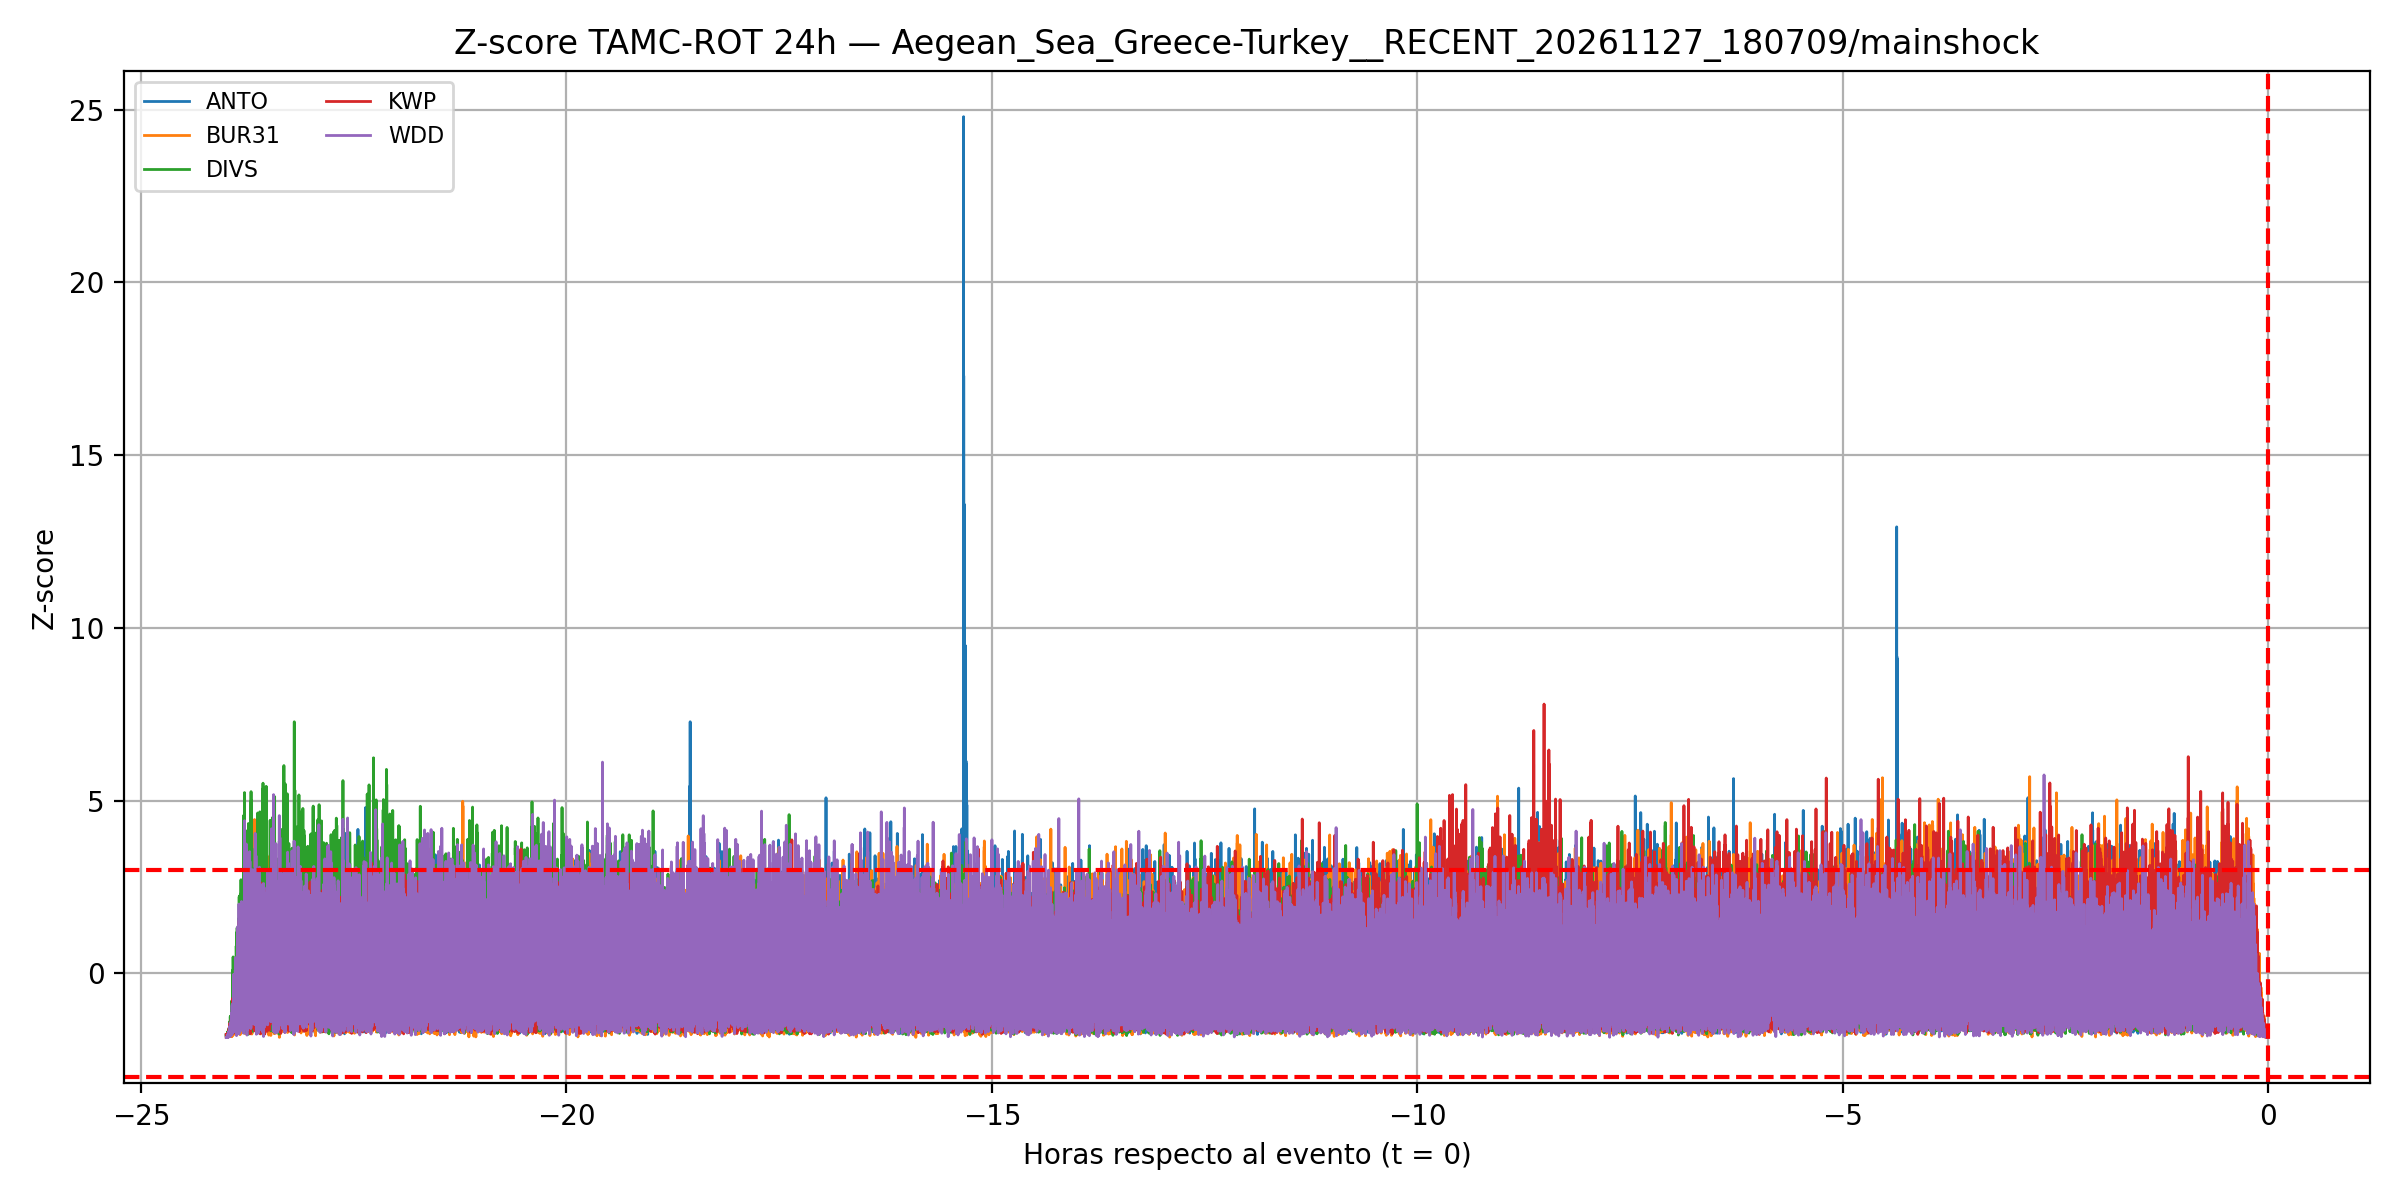 Z-score TAMC-ROT 24h — Aegean_Sea_Greece-Turkey__RECENT_20261127_180709/mainshock
ANTO
BUR31
DIVS
KWP
WDD
25
20
15
10
5
0
Z-score
−25
−20
−15
−10
−5
0
Horas respecto al evento (t = 0)